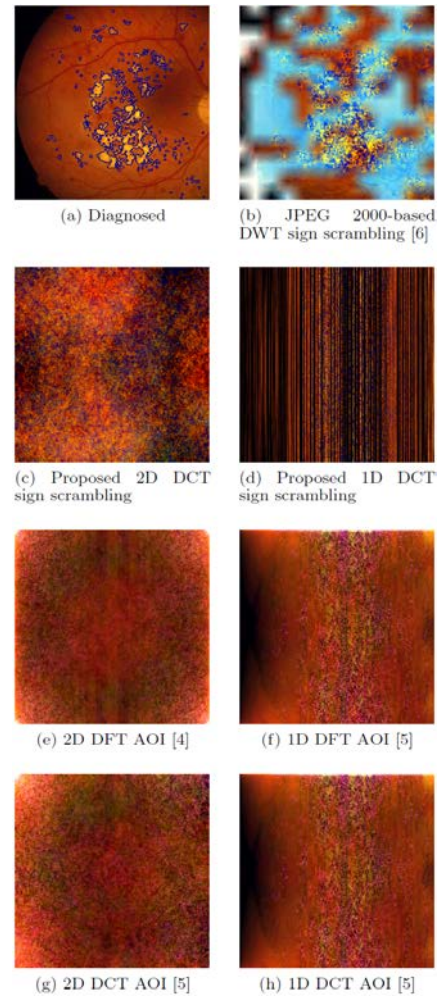 (a) Diagnosed
(b) JPEG 2000-based
DWT sign scrambling [6]
(c) Proposed 2D DCT
sign scrambling
(d) Proposed 1D DCT
sign scrambling
(e) 2D DFT AOI [4]
(f) 1D DFT AOI [5]
(g) 2D DCT AOI [5]
(h) 1D DCT AOI [5]